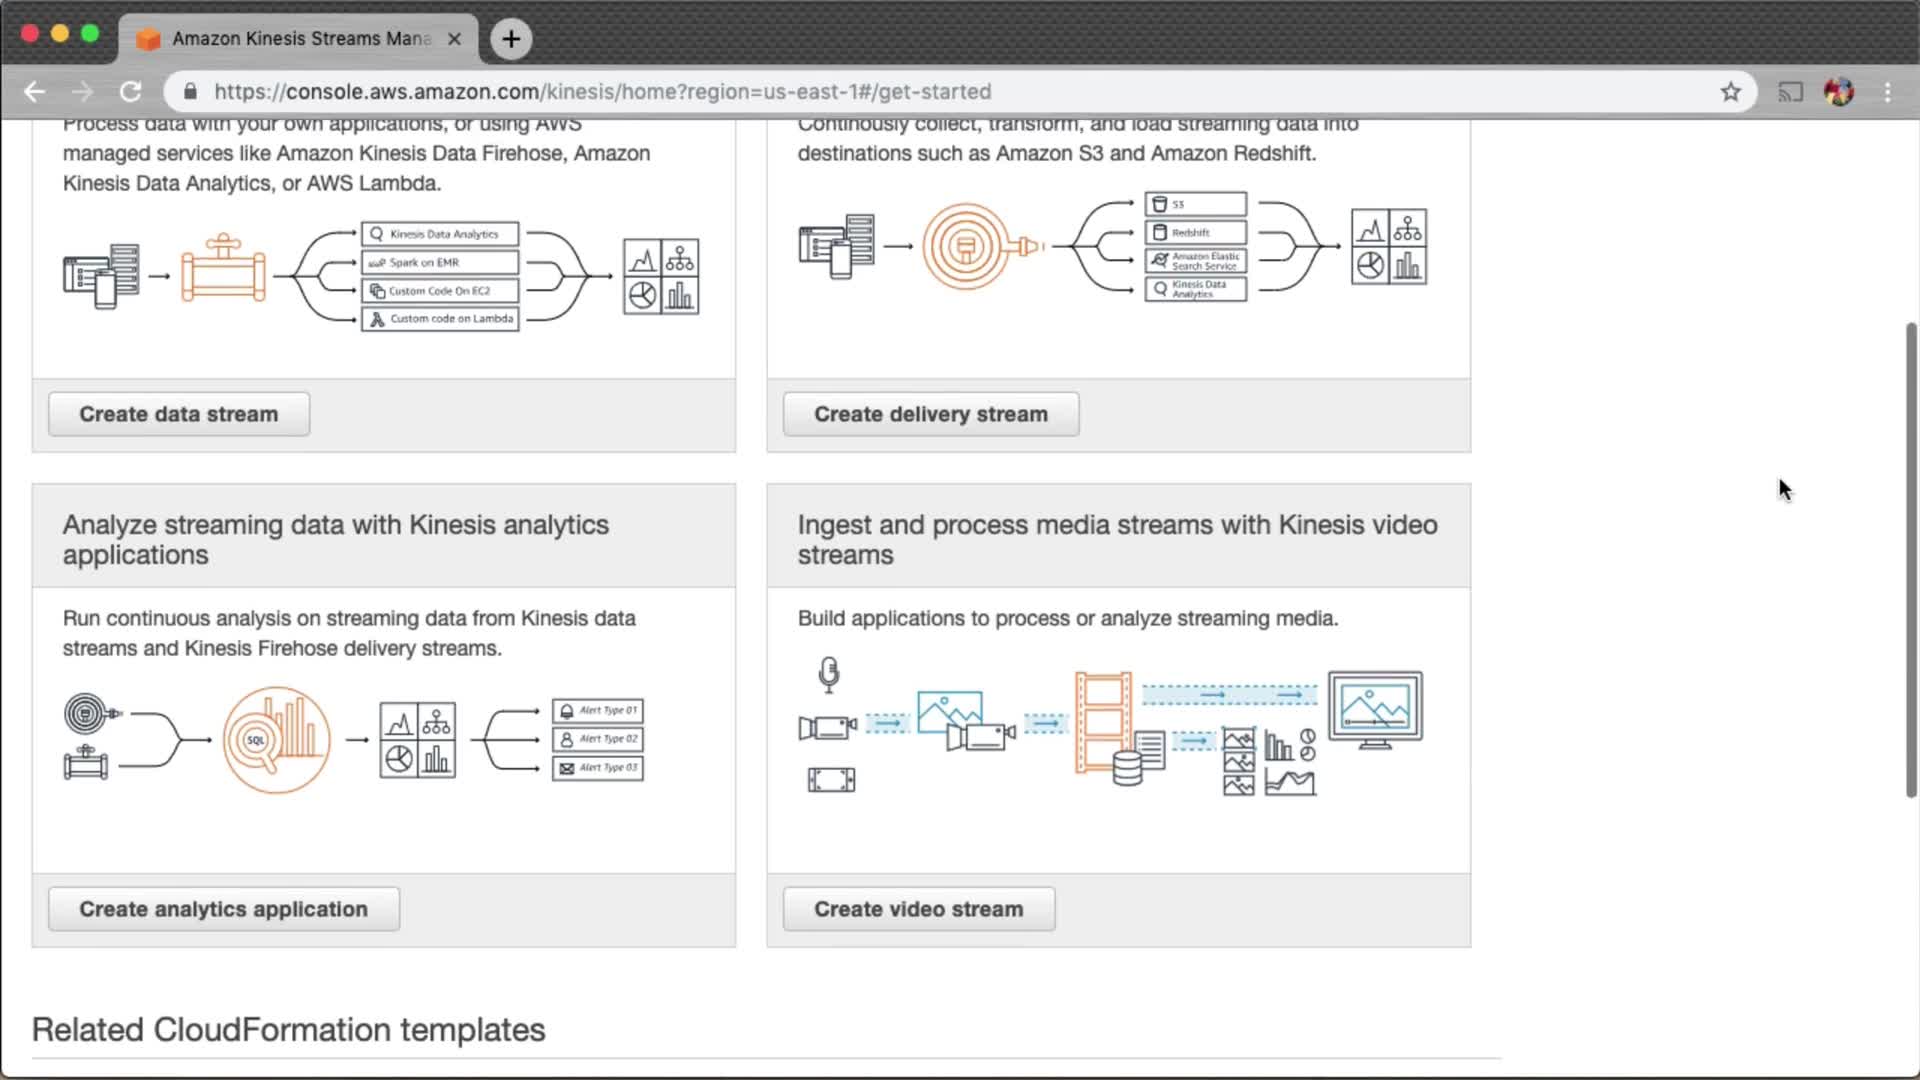 Amazon Kinesis Streams Mana
https://console.aws.amazon.com/kinesis/home?region=us-east-1#/get-started
Process data with your own applications, or using AWS
managed services like Amazon Kinesis Data Firehose, Amazon
Kinesis Data Analytics, or AWS Lambda.
Kinesis Data Analytics
Spark on EMR
Custom Code On EC2
Custom code on Lambda
Create data stream
Continously collect, transform, and load streaming data into
destinations such as Amazon S3 and Amazon Redshift.
S3
Redshift
Amazon Elastic
Search Service
Kinesis Data
Analytics
Create delivery stream
Analyze streaming data with Kinesis analytics
applications
Run continuous analysis on streaming data from Kinesis data
streams and Kinesis Firehose delivery streams.
SQL
Alert Type 01
Alert Type 02
Alert Type 03
Create analytics application
Ingest and process media streams with Kinesis video
streams
Build applications to process or analyze streaming media.
Create video stream
Related CloudFormation templates